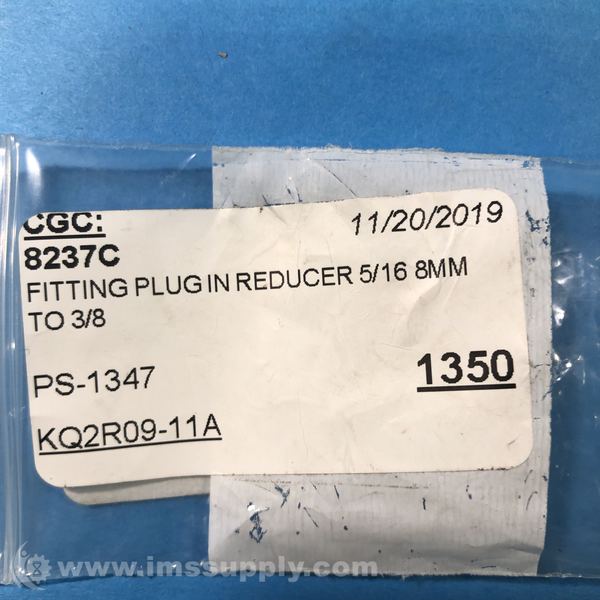 CGC: 11/20/2019
8237C
FITTING PLUG IN REDUCER 5/16 8MM
TO 3/8
PS-1347 1350
KQ2R09-11A
www.imssupply.com